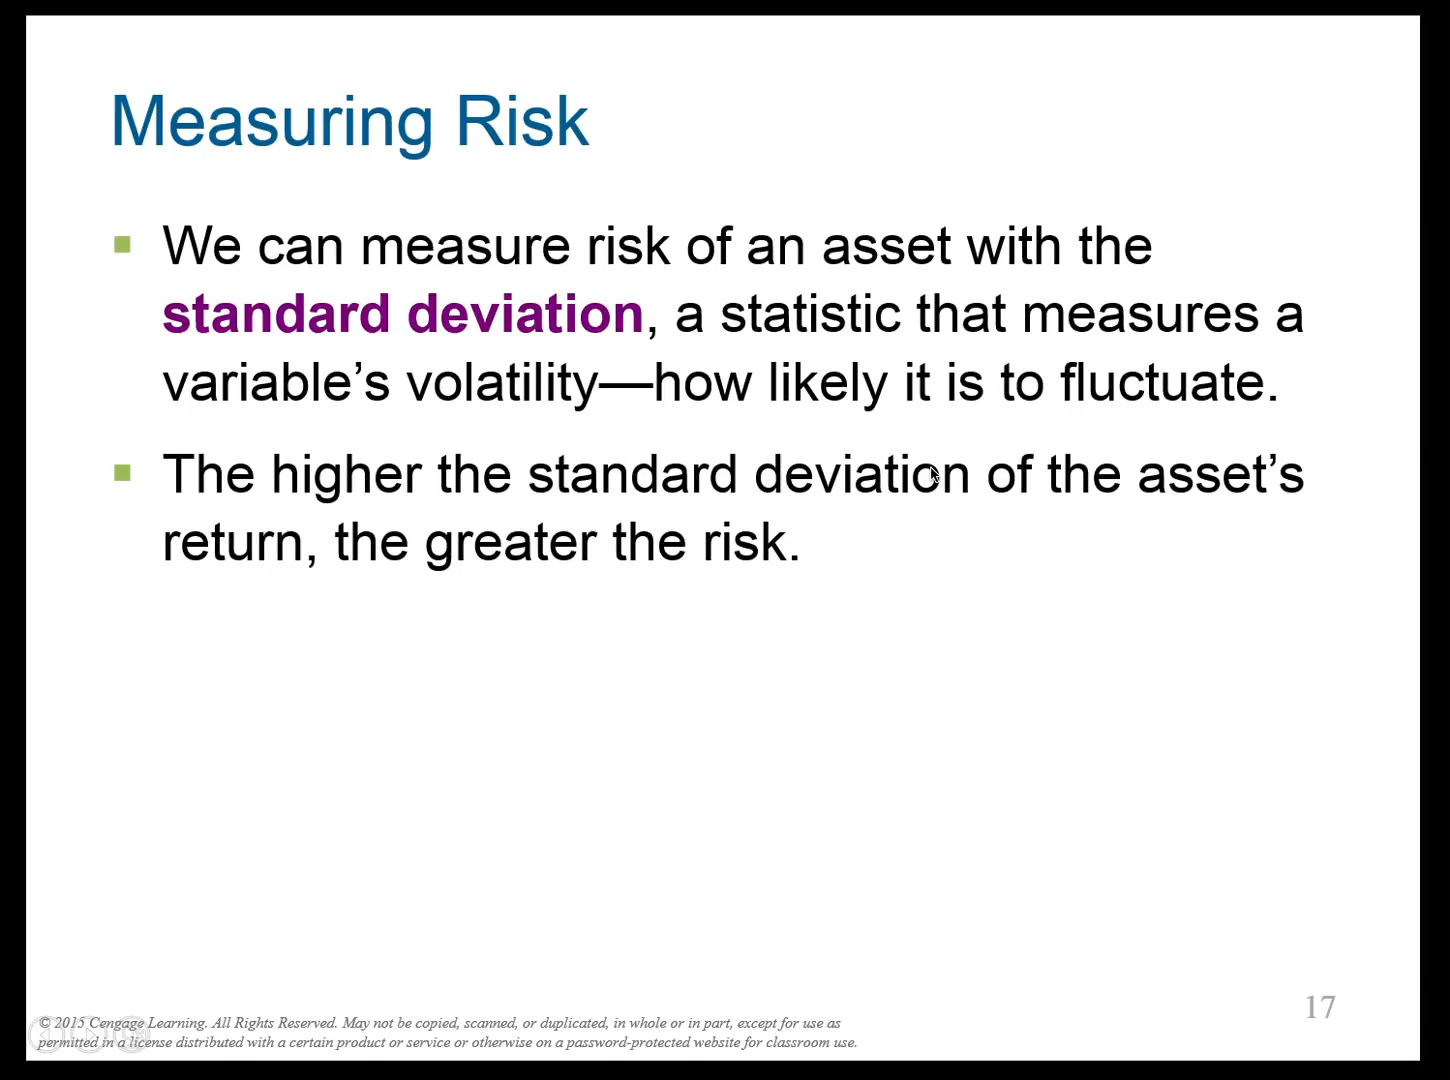 Measuring Risk
We can measure risk of an asset with the
standard deviation, a statistic that measures a
variable’s volatility—how likely it is to fluctuate.
The higher the standard deviation of the asset’s
return, the greater the risk.
17
© 2015 Cengage Learning. All Rights Reserved. May not be copied, scanned, or duplicated, in whole or in part, except for use as
permitted in a license distributed with a certain product or service or otherwise on a password-protected website for classroom use.